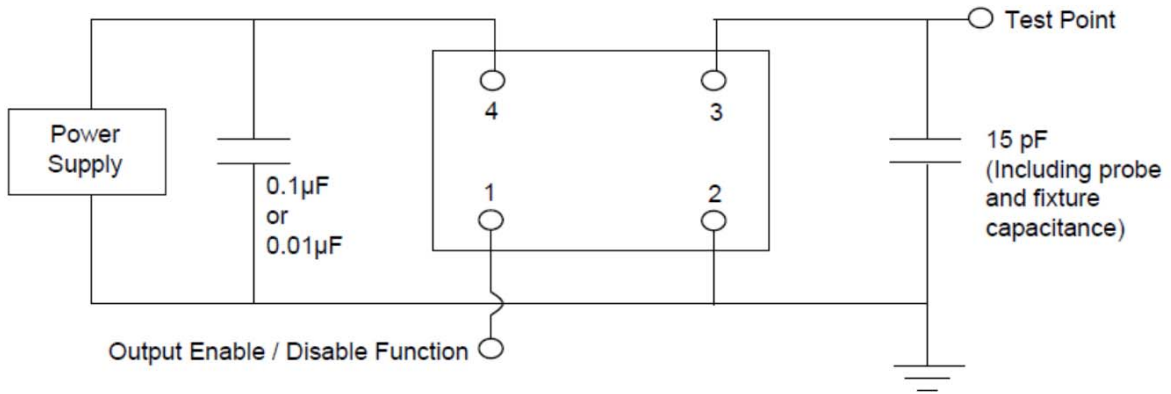 Test Point
4
3
Power
Supply
15 pF
(Including probe
and fixture
capacitance)
0.1µF
or
0.01µF
1
2
Output Enable / Disable Function